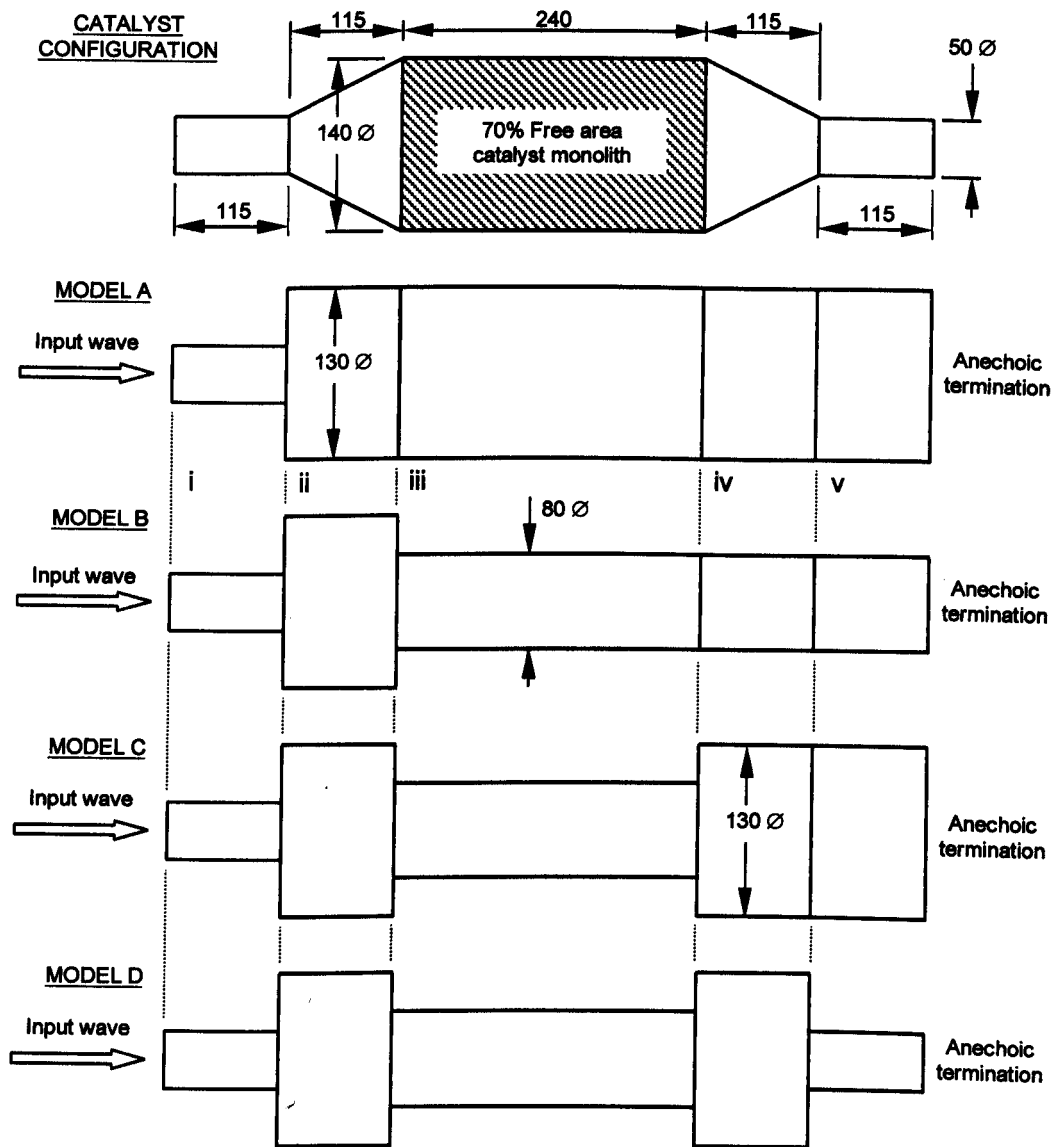 CATALYST
CONFIGURATION
115
240
115
50 Ø
140 Ø
70% Free area
catalyst monolith
115
115
MODEL A
Input wave
130 Ø
Anechoic
termination
i
ii
iii
iv
v
MODEL B
80 Ø
Input wave
Anechoic
termination
MODEL C
Input wave
130 Ø
Anechoic
termination
MODEL D
Input wave
Anechoic
termination